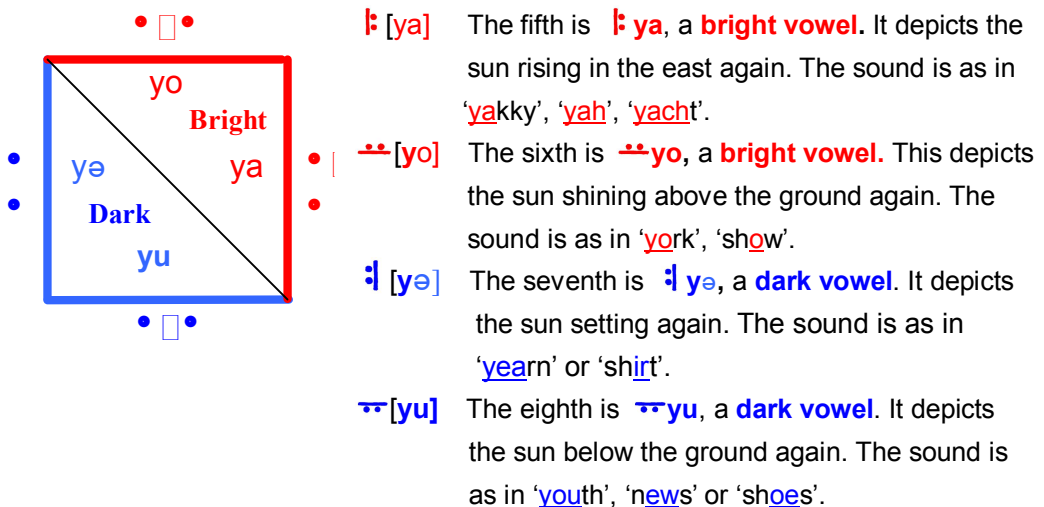 yo
Bright
yə ya
Dark
yu
ㅑ [ya] The fifth is ㅑ ya, a bright vowel. It depicts the
sun rising in the east again. The sound is as in
‘yakky’, ‘yah’, ‘yacht’.
ㅛ [yo] The sixth is ㅛ yo, a bright vowel. This depicts
the sun shining above the ground again. The
sound is as in ‘york’, ‘show’.
ㅕ [yə] The seventh is ㅕ yə, a dark vowel. It depicts
the sun setting again. The sound is as in
‘yearn’ or ‘shirt’.
ㅠ [yu] The eighth is ㅠ yu, a dark vowel. It depicts
the sun below the ground again. The sound is
as in ‘youth’, ‘news’ or ‘shoes’.